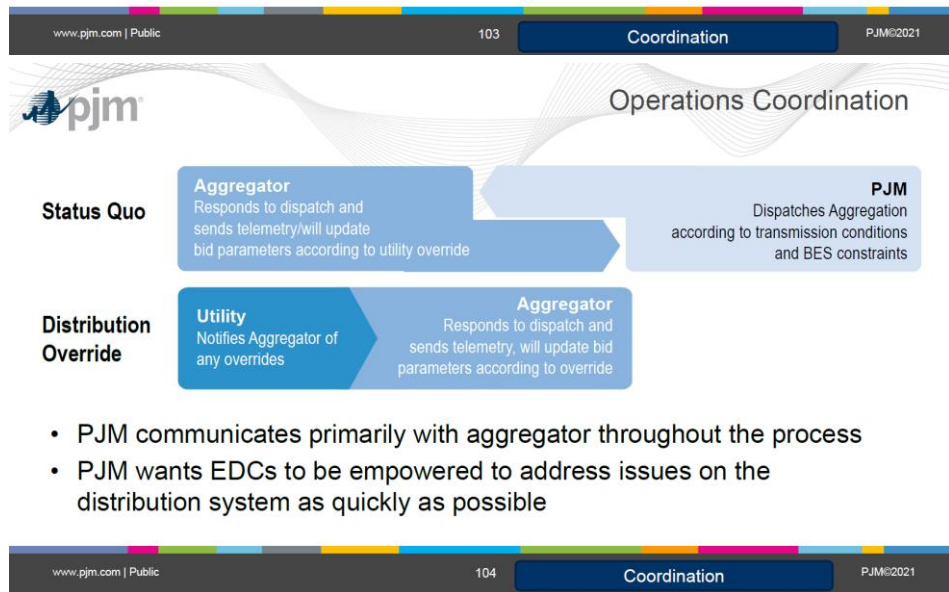 www.pjm.com | Public
103
Coordination
PJM©2021
pjm
Operations Coordination
Status Quo
Aggregator
Responds to dispatch and
sends telemetry/will update
bid parameters according to utility override
PJM
Dispatches Aggregation
according to transmission conditions
and BES constraints
Distribution
Override
Utility
Notifies Aggregator of
any overrides
Aggregator
Responds to dispatch and
sends telemetry, will update bid
parameters according to override
• PJM communicates primarily with aggregator throughout the process
• PJM wants EDCs to be empowered to address issues on the
distribution system as quickly as possible
www.pjm.com | Public
104
Coordination
PJM©2021